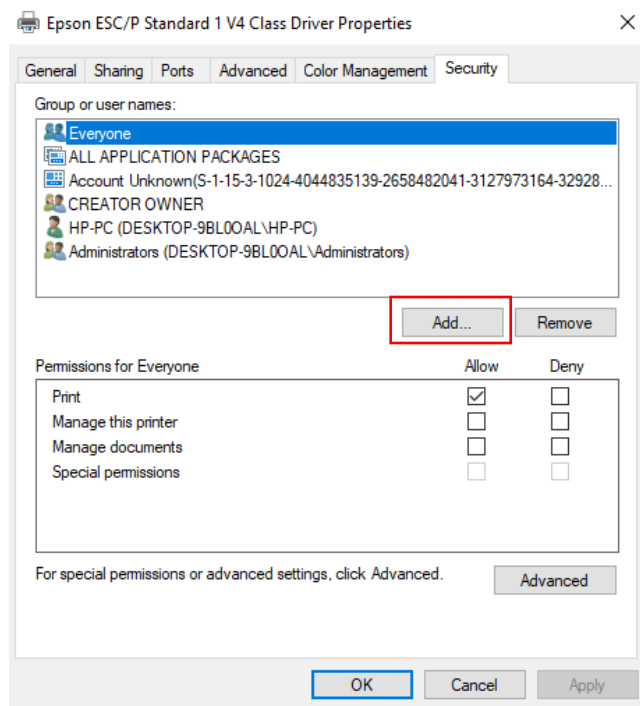 Epson ESC/P Standard 1 V4 Class Driver Properties
General Sharing Ports Advanced Color Management Security
Group or user names:
Everyone
ALL APPLICATION PACKAGES
Account Unknown(S-1-15-3-1024-4044835139-2658482041-3127973164-32928...
CREATOR OWNER
HP-PC (DESKTOP-9BL0OAL\HP-PC)
Administrators (DESKTOP-9BL0OAL\Administrators)
Add... Remove
Permissions for Everyone Allow Deny
Print
Manage this printer
Manage documents
Special permissions
For special permissions or advanced settings, click Advanced. Advanced
OK Cancel Apply